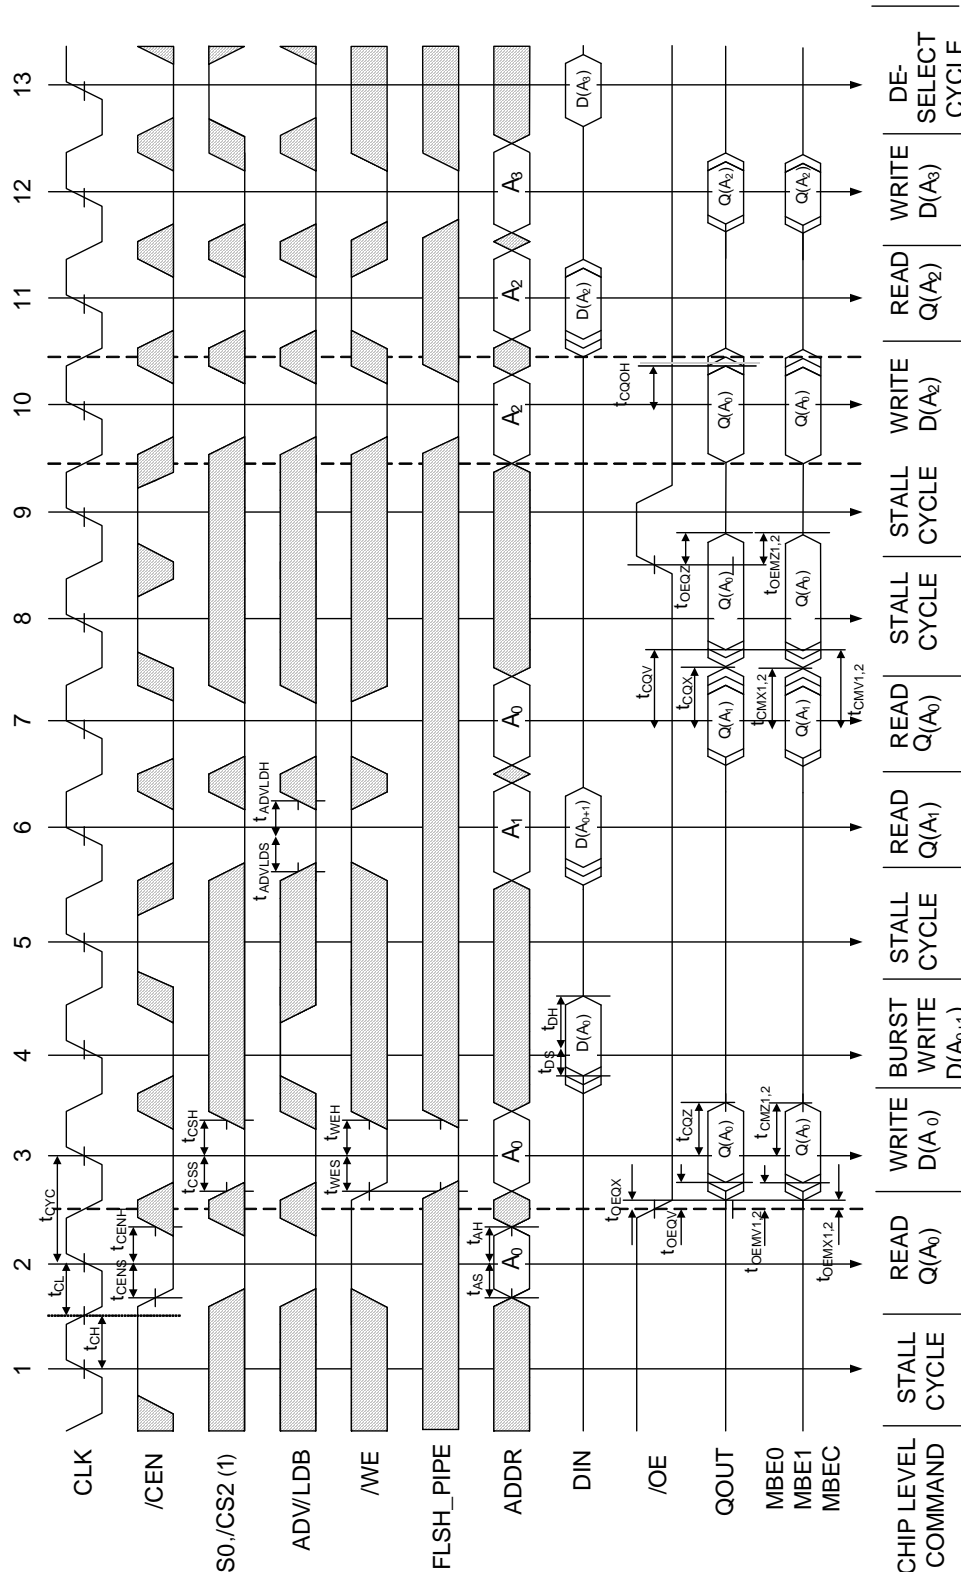 1 2 3 4 5 6 7 8 9 10 11 12 13
CLK
tCH
tCL
tCYC
/CEN
tCENS
tCENH
S0,/CS2 (1)
tCSS
tCSH
ADV/LDB
tADVLDS
tADVLDH
/WE
tWES
tWEH
FLSH_PIPE
ADDR
tAS
tAH
A0 A0 A1 A0 A2 A2 A3
DIN
tDS
tDH
D(A0) D(A0+1) D(A2) D(A3)
/OE
tOEQX
tOEQV
tCQZ
tCQV
tCQX
tOEQZ
tCQOH
QOUT
Q(A0) Q(A1) Q(A0) Q(A0) Q(A2)
tOEMV1,2
tCMZ1,2
tCMX1,2
tOEMZ1,2
MBE0
MBE1
MBEC
Q(A0) Q(A1) Q(A0) Q(A0) Q(A2)
tOEMX1,2
tCMV1,2
CHIP LEVEL
COMMAND
STALL
CYCLE
READ
Q(A0)
WRITE
D(A0)
BURST
WRITE
D(A0+1)
STALL
CYCLE
READ
Q(A1)
READ
Q(A0)
STALL
CYCLE
STALL
CYCLE
WRITE
D(A2)
READ
Q(A2)
WRITE
D(A3)
DE-
SELECT
CYCLE